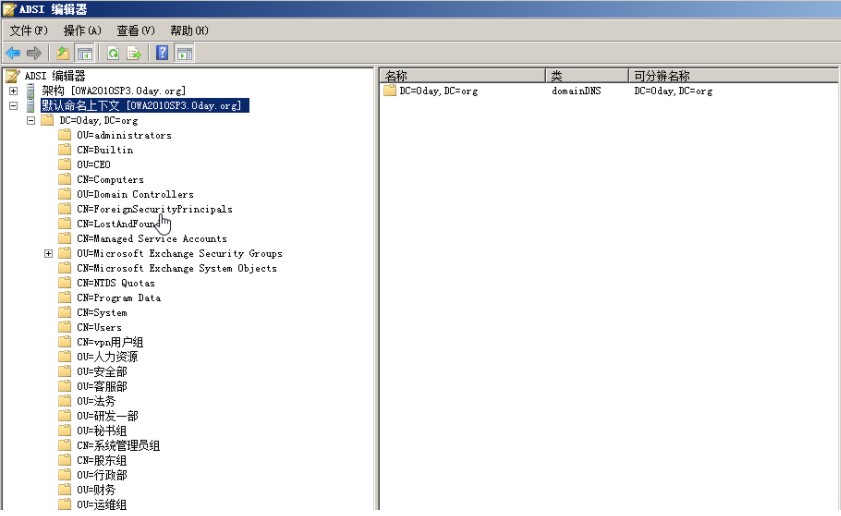 ADSI 编辑器
文件(F) 操作(A) 查看(V) 帮助(H)
ADSI 编辑器
架构 [OWA2010SP3.0day.org]
默认命名上下文 [OWA2010SP3.0day.org]
DC=0day,DC=org
OU=administrators
CN=Builtin
OU=CEO
CN=Computers
OU=Domain Controllers
CN=ForeignSecurityPrincipals
CN=LostAndFound
CN=Managed Service Accounts
OU=Microsoft Exchange Security Groups
CN=Microsoft Exchange System Objects
CN=NTDS Quotas
CN=Program Data
CN=System
CN=Users
CN=vpn用户组
OU=人力资源
OU=安全部
OU=客服部
OU=法务
OU=研发一部
OU=秘书组
CN=系统管理员组
CN=股东组
OU=行政部
OU=财务
OU=运维组
名称 类 可分辨名称
DC=0day,DC=org domainDNS DC=0day,DC=org